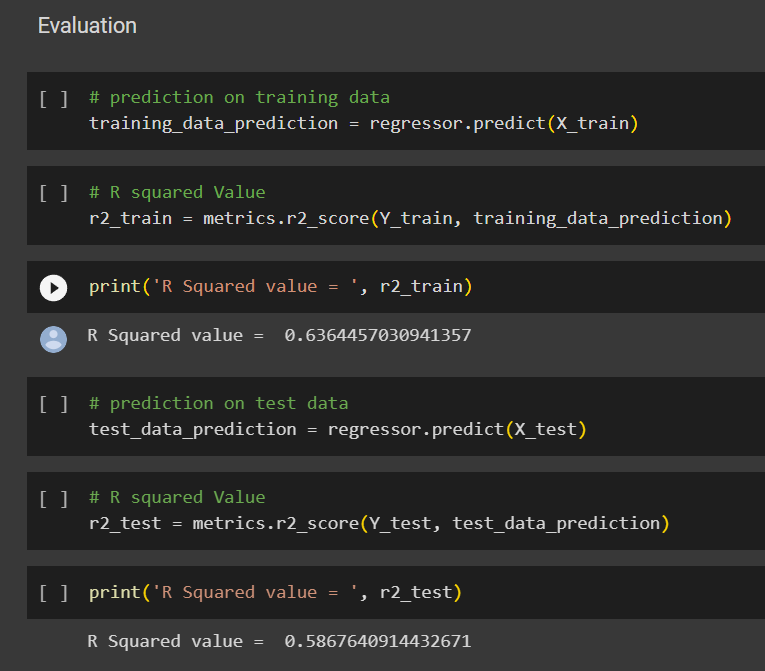 Evaluation
[ ] # prediction on training data
training_data_prediction = regressor.predict(X_train)
[ ] # R squared Value
r2_train = metrics.r2_score(Y_train, training_data_prediction)
print('R Squared value = ', r2_train)
R Squared value =  0.6364457030941357
[ ] # prediction on test data
test_data_prediction = regressor.predict(X_test)
[ ] # R squared Value
r2_test = metrics.r2_score(Y_test, test_data_prediction)
[ ] print('R Squared value = ', r2_test)
R Squared value =  0.5867640914432671